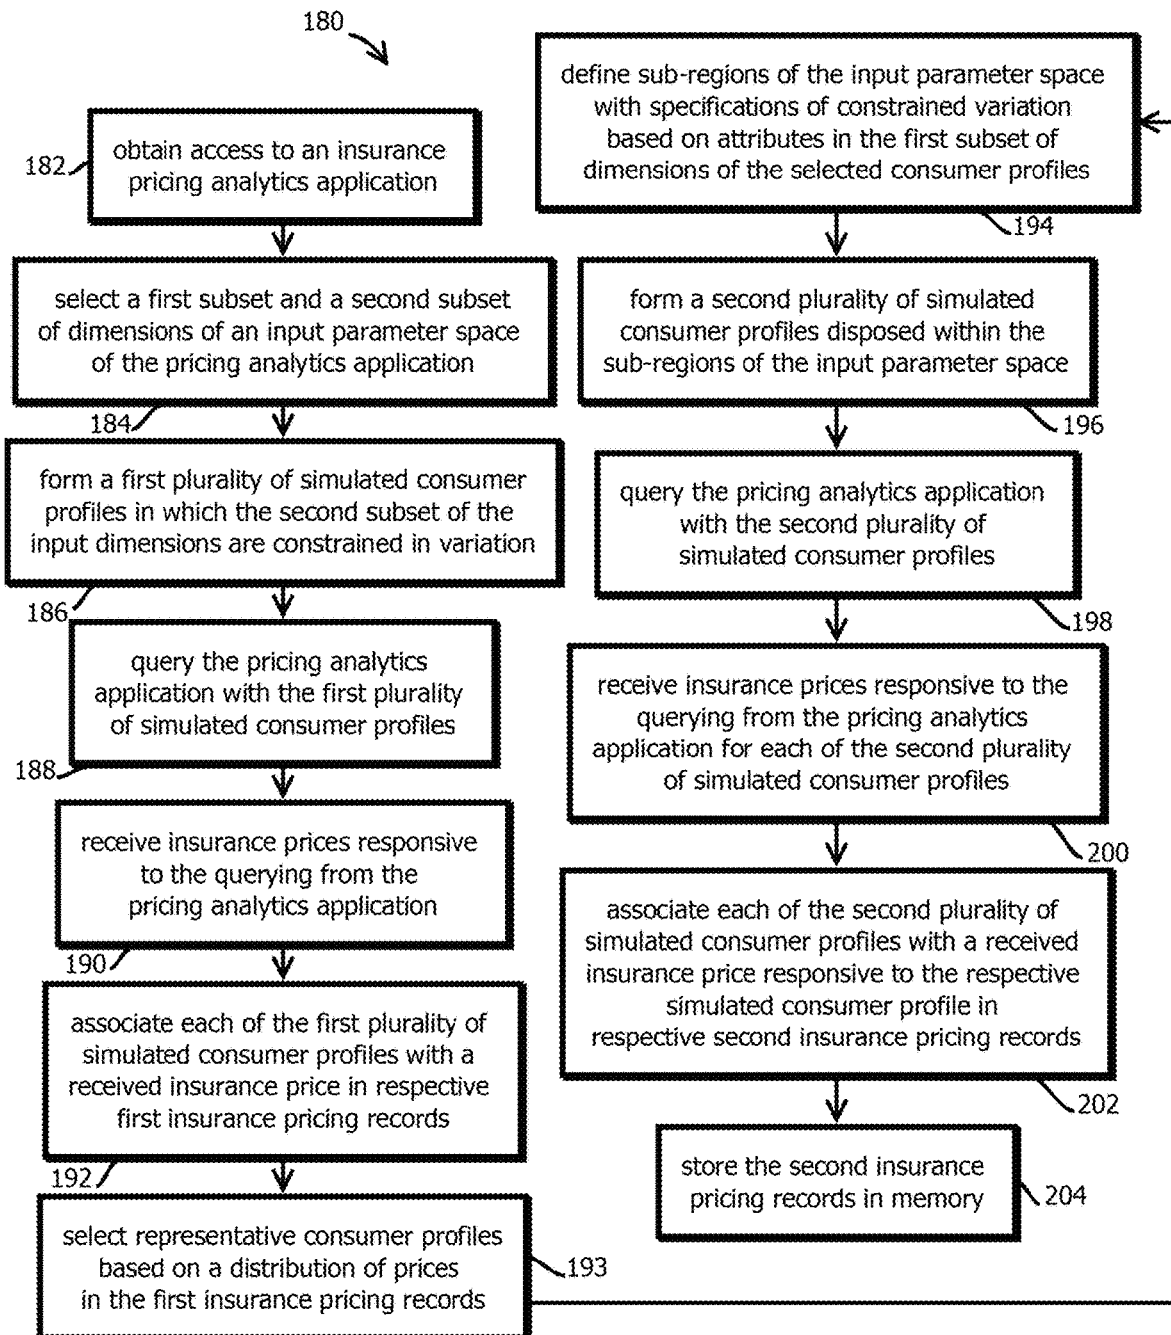 180
182
obtain access to an insurance
pricing analytics application
select a first subset and a second subset
of dimensions of an input parameter space
of the pricing analytics application
184
form a first plurality of simulated consumer
profiles in which the second subset of the
input dimensions are constrained in variation
186
query the pricing analytics
application with the first plurality
of simulated consumer profiles
188
receive insurance prices responsive
to the querying from the
pricing analytics application
190
associate each of the first plurality of
simulated consumer profiles with a
received insurance price in respective
first insurance pricing records
192
select representative consumer profiles
based on a distribution of prices
in the first insurance pricing records
193
define sub-regions of the input parameter space
with specifications of constrained variation
based on attributes in the first subset of
dimensions of the selected consumer profiles
194
form a second plurality of simulated
consumer profiles disposed within the
sub-regions of the input parameter space
196
query the pricing analytics application
with the second plurality of
simulated consumer profiles
198
receive insurance prices responsive to the
querying from the pricing analytics
application for each of the second plurality
of simulated consumer profiles
200
associate each of the second plurality of
simulated consumer profiles with a received
insurance price responsive to the respective
simulated consumer profile in
respective second insurance pricing records
202
store the second insurance
pricing records in memory
204